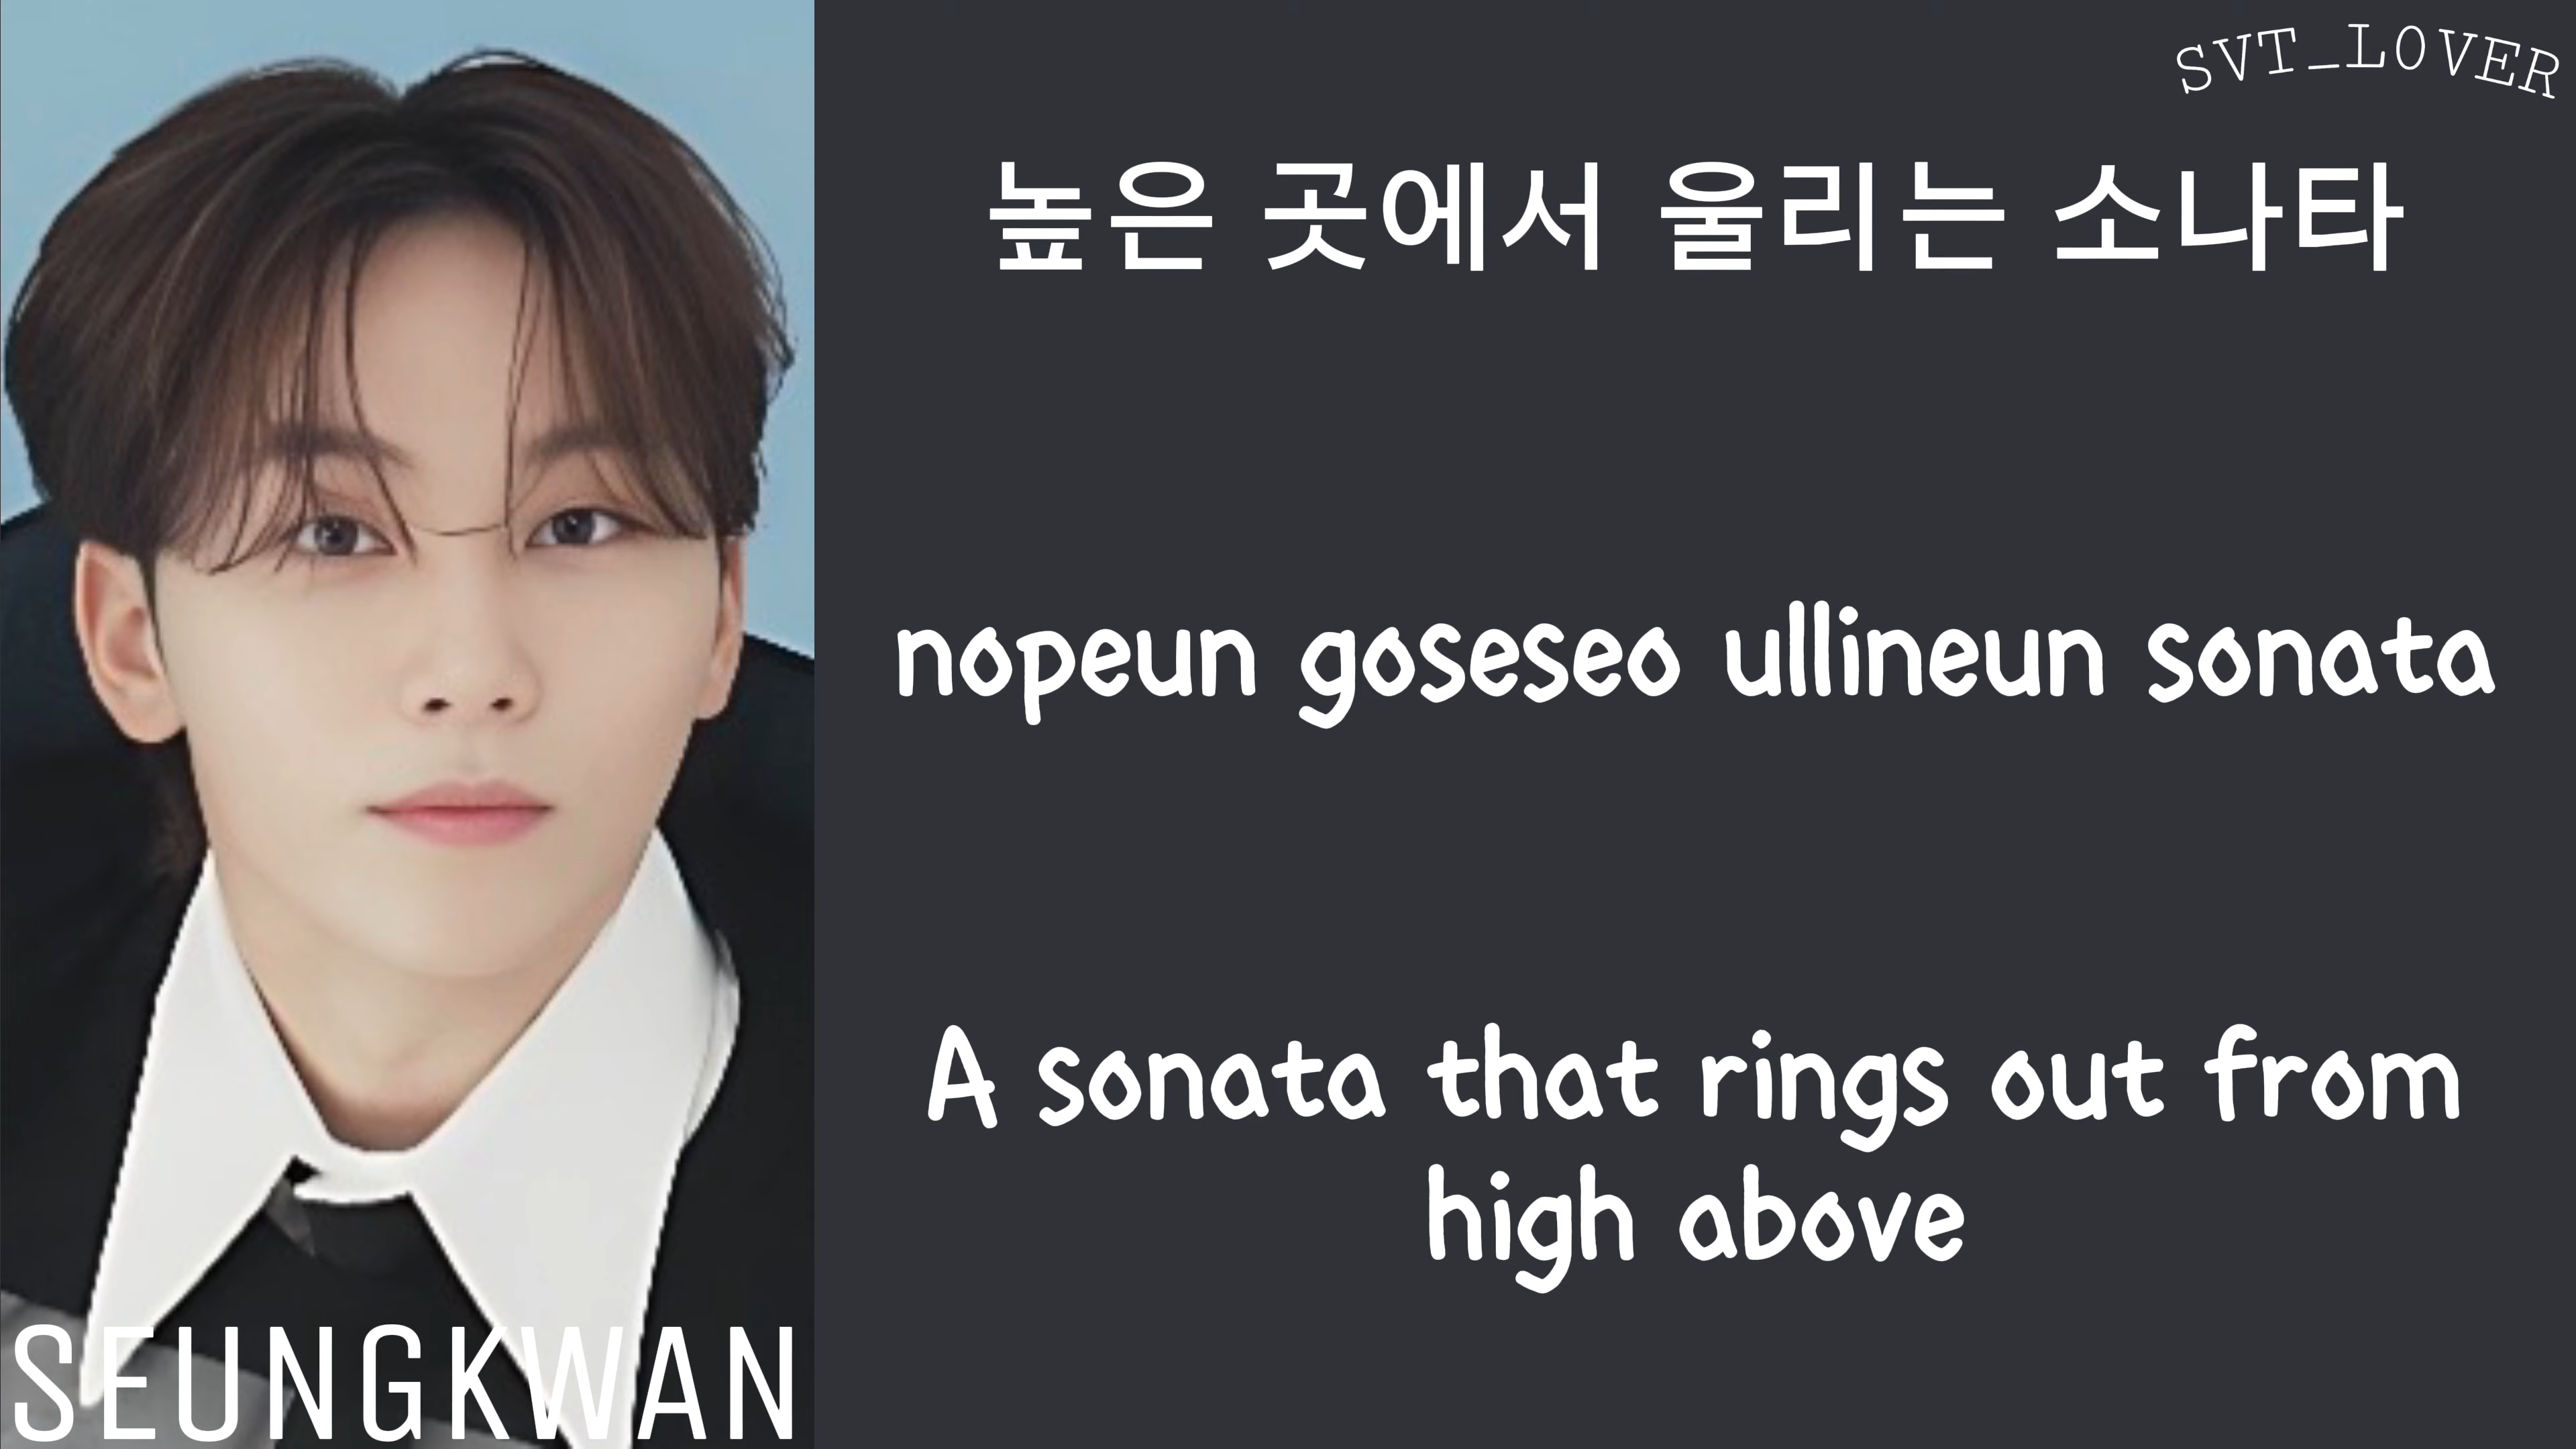 SVT_LOVER
높은 곳에서 울리는 소나타
nopeun goseseo ullineun sonata
A sonata that rings out from
high above
SEUNGKWAN